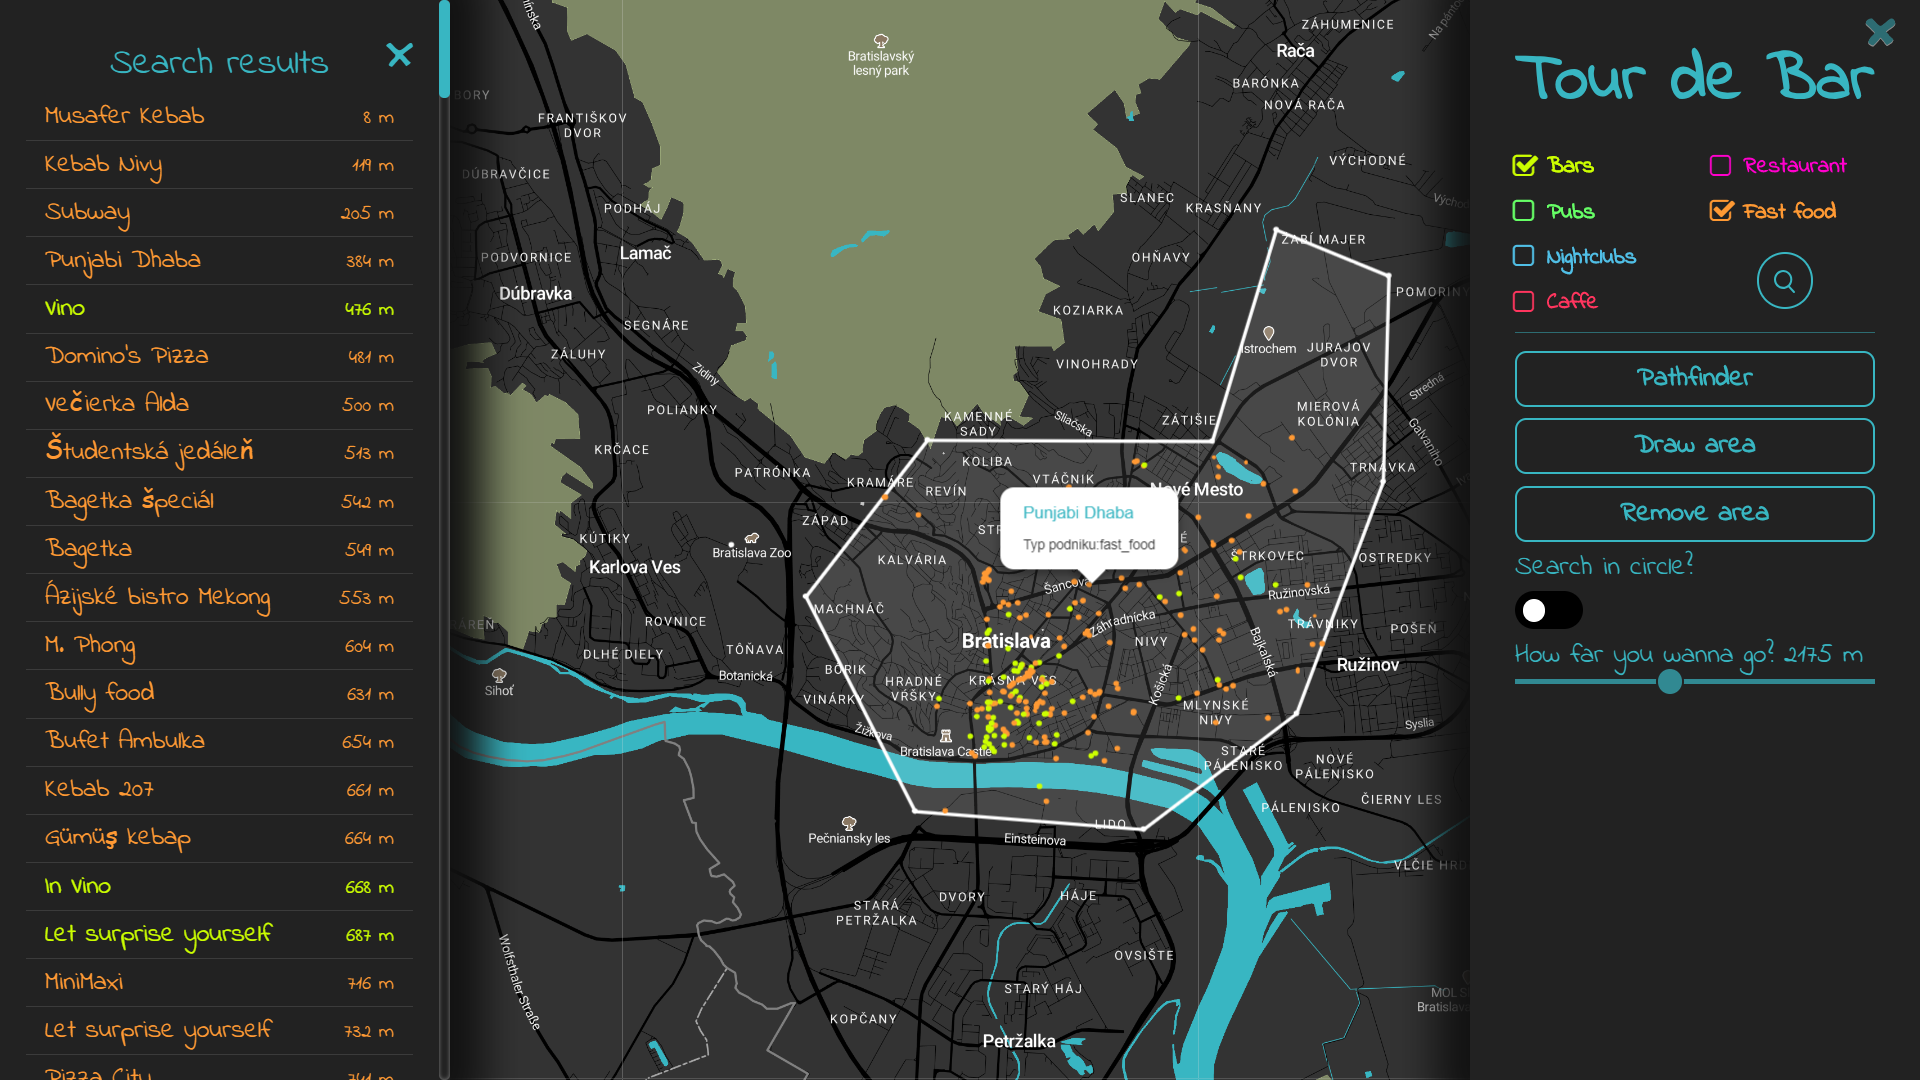 Search results
Musafer Kebab 8 m
Kebab Nivy 119 m
Subway 205 m
Punjabi Dhaba 384 m
Vino 476 m
Domino's Pizza 481 m
večierka Alda 500 m
Študentská jedáleň 513 m
Bagetka špeciál 542 m
Bagetka 549 m
Ázijské bistro Mekong 553 m
M. Phong 604 m
Bully food 631 m
Bufet Ambulka 654 m
Kebab 207 661 m
Gümüş kebap 664 m
In Vino 668 m
Let surprise yourself 687 m
MiniMaxi 716 m
Let surprise yourself 732 m
Pizza City 741 m
Bratislavský
lesný park
ZÁHUMENICE
Rača
BARÓNKA
NOVÁ RAČA
FRANTIŠKOV
DVOR
DÚBRAVČICE
VÝCHODNÉ
SLANEC
KRASŇANY
PODHÁJ
Lamač
PODVORNICE
OHŇAVY
ŽABÍ MAJER
Dúbravka
POMORINY
KOZIARKA
SEGNÁRE
Istrochem
JURAJOV
DVOR
ZÁLUHY
VINOHRADY
Zidiny
Stredná
POLIANKY
KAMENNÉ
SADY
Sliačska
ZÁTIŠIE
MIEROVÁ
KOLÓNIA
Galvaniho
KRČACE
KOLIBA
PATRÓNKA
VTÁČNIK
TRNÁVKA
KRAMÁRE
REVÍN
Nové Mesto
Punjabi Dhaba
Typ podniku:fast_food
ZÁPAD
KÚTIKY
Bratislava Zoo
KALVÁRIA
ŠTRKOVEC
OSTREDKY
Karlova Ves
Šancová
Ružinovská
MACHNÁČ
ROVNICE
Záhradnícka
TRÁVNIKY
POŠEŇ
Bratislava
NIVY
DLHÉ DIELY
TÔŇAVA
Bajkalská
Ružinov
BÔRIK
Botanická
Sihoť
HRADNÉ
VŔŠKY
KRÁSNA VES
Košická
VINÁRKY
MLYNSKÉ
NIVY
Žižkova
Syslia
Bratislava Castle
STARÉ
PÁLENISKO
NOVÉ
PÁLENISKO
ČIERNY LES
PÁLENISKO
LIDO
Pečniansky les
Einsteinova
VLČIE HRDLO
DVORY
HÁJE
STARÁ
PETRŽALKA
Wolfsthaler Straße
OVSIŠTE
STARÝ HÁJ
KOPČANY
Petržalka
Bratislava
Tour de Bar
Bars
Restaurant
Pubs
Fast food
Nightclubs
Caffe
Pathfinder
Draw area
Remove area
Search in circle?
How far you wanna go? 2175 m